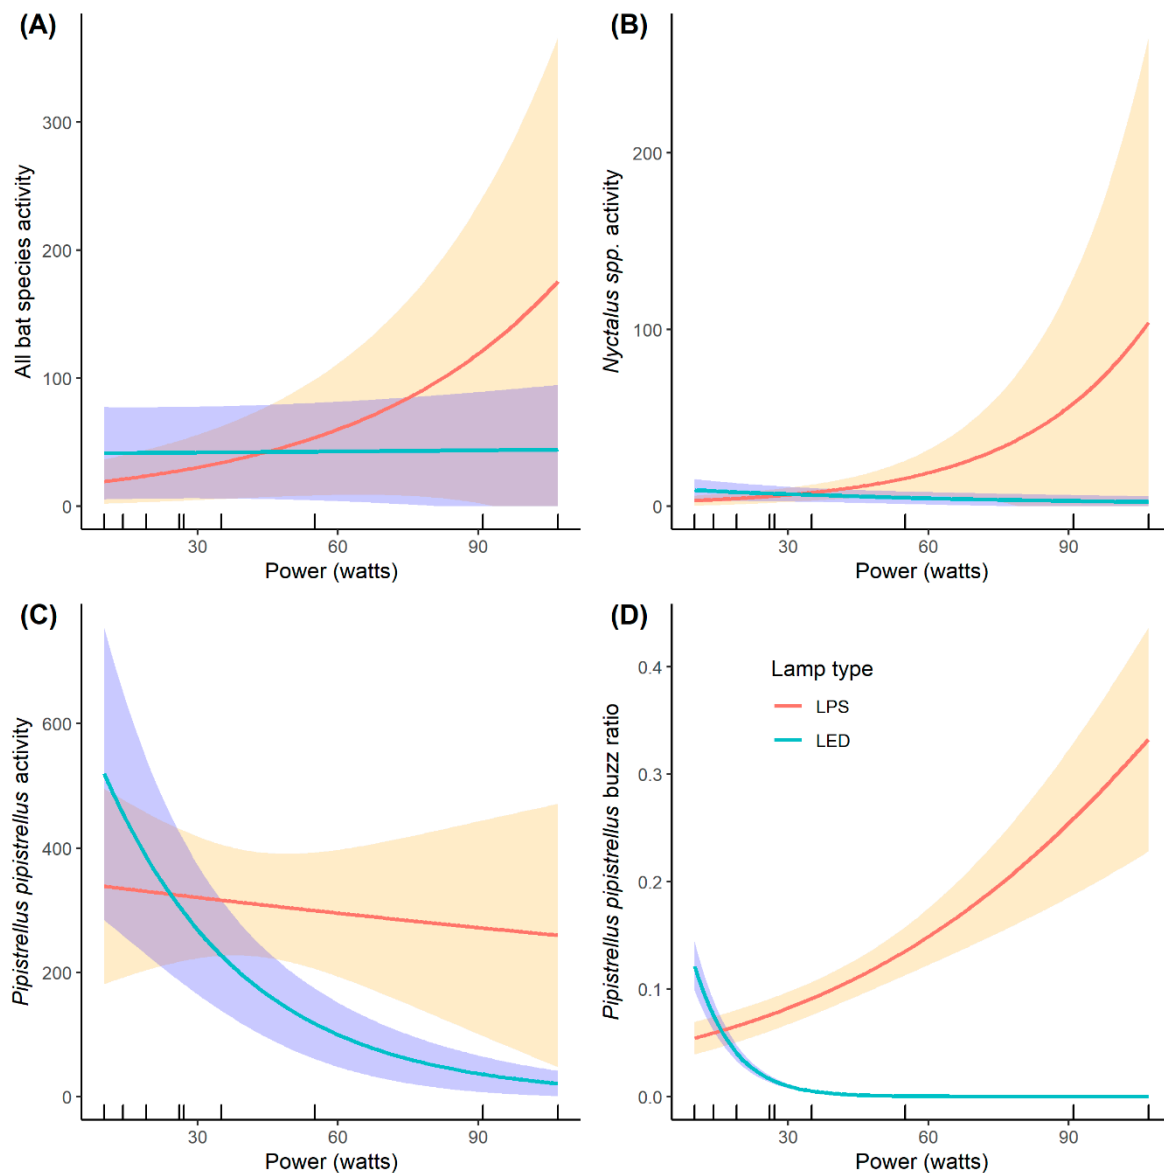 (A)
All bat species activity
300
200
100
0
30 60 90
Power (watts)
(B)
Nyctalus spp. activity
200
100
0
30 60 90
Power (watts)
(C)
Pipistrellus pipistrellus activity
600
400
200
0
30 60 90
Power (watts)
(D)
Pipistrellus pipistrellus buzz ratio
0.4
0.3
0.2
0.1
0.0
Lamp type
LPS
LED
30 60 90
Power (watts)